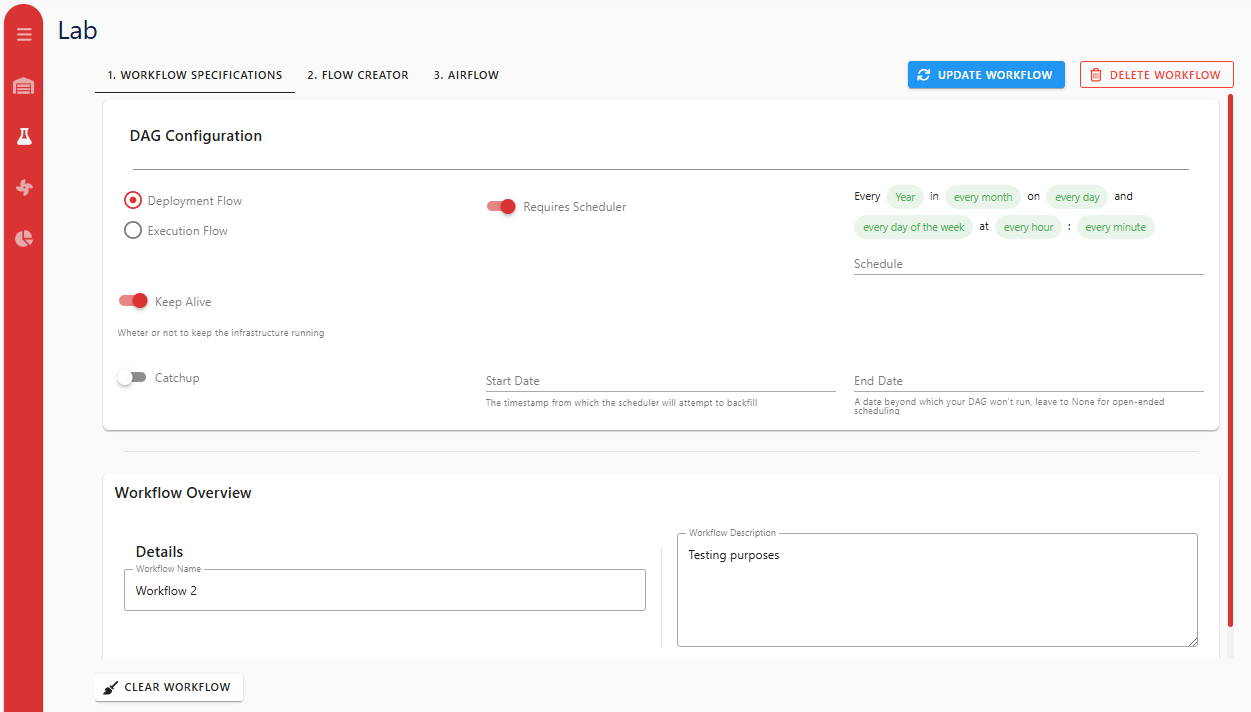 Lab
1. WORKFLOW SPECIFICATIONS 2. FLOW CREATOR 3. AIRFLOW
UPDATE WORKFLOW DELETE WORKFLOW
DAG Configuration
Deployment Flow
Execution Flow
Requires Scheduler
Every Year in every month on every day and
every day of the week at every hour : every minute
Schedule
Keep Alive
Wheter or not to keep the infrastructure running
Catchup
Start Date
The timestamp from which the scheduler will attempt to backfill
End Date
A date beyond which your DAG won't run, leave to None for open-ended
scheduling
Workflow Overview
Details
Workflow Name
Workflow 2
Workflow Description
Testing purposes
CLEAR WORKFLOW